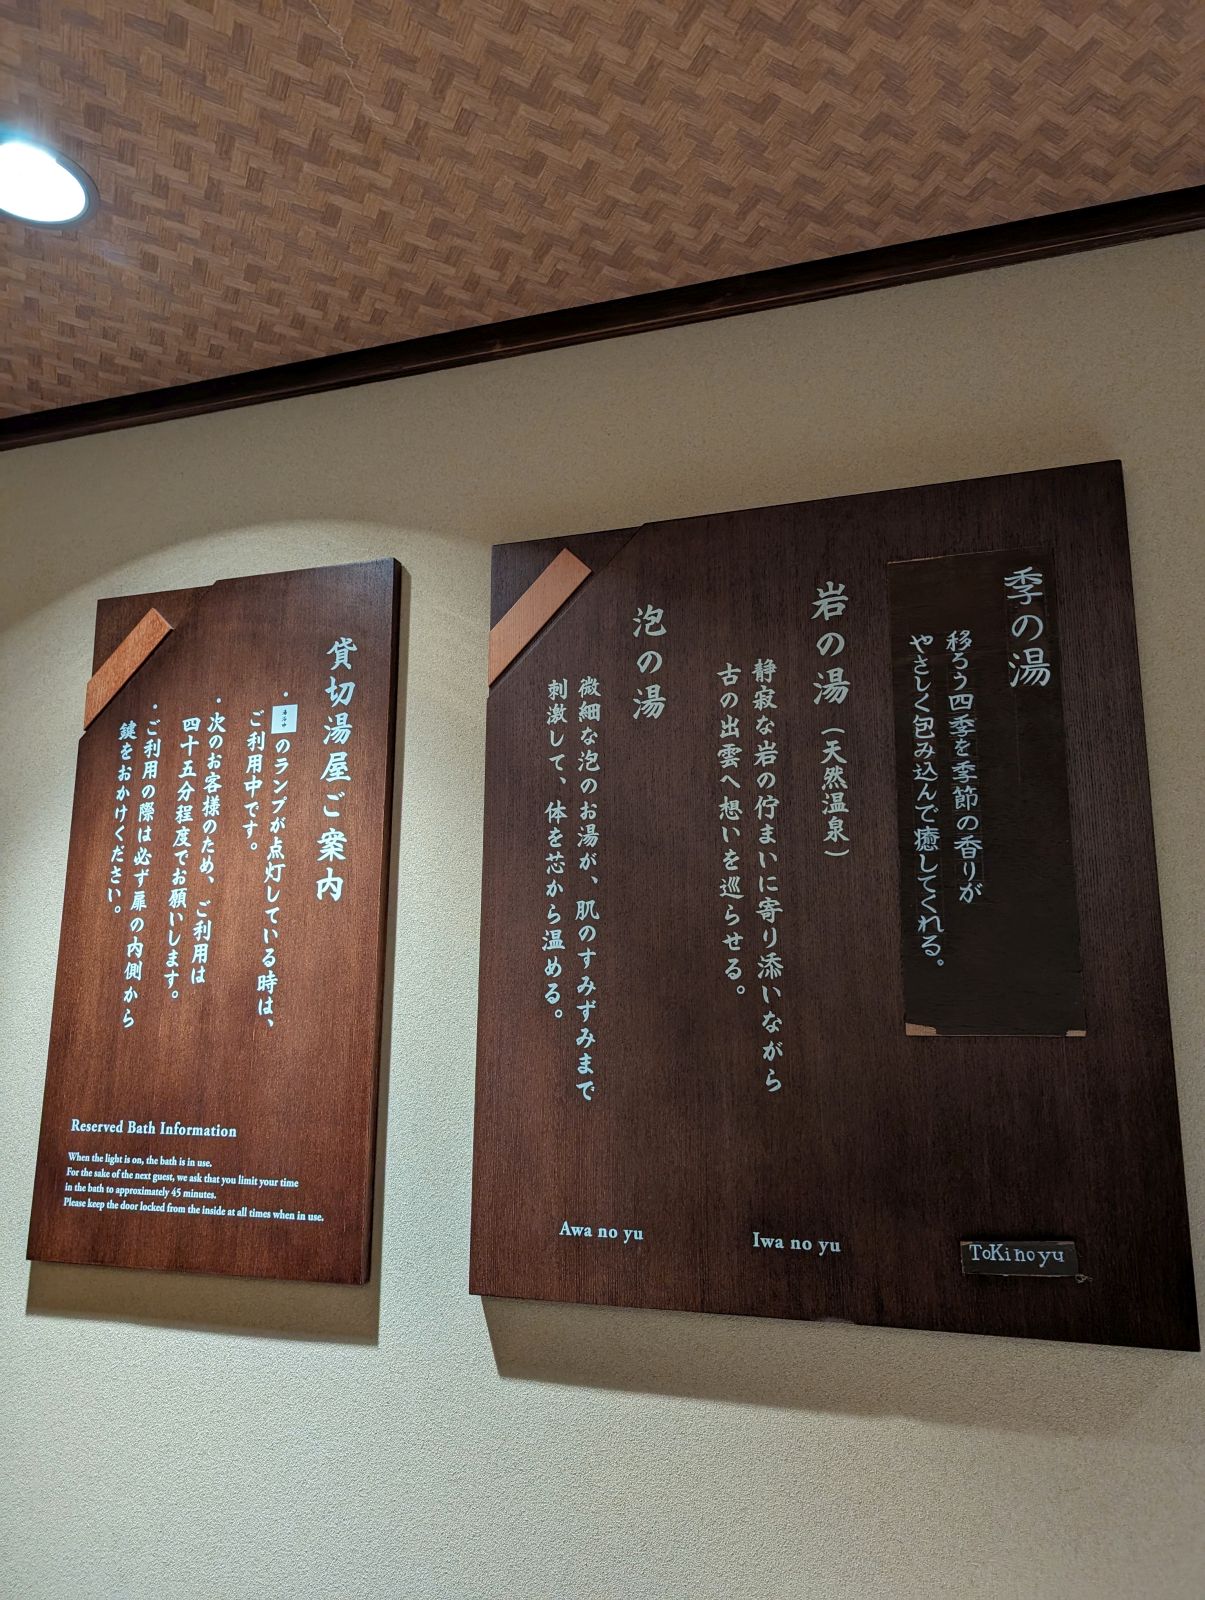 貸切湯屋ご案内
・湯浴中のランプが点灯している時は、
ご利用中です。
・次のお客様のため、ご利用は
四十五分程度でお願いします。
・ご利用の際は必ず扉の内側から
鍵をおかけください。
Reserved Bath Information
When the light is on, the bath is in use.
For the sake of the next guest, we ask that you limit your time
in the bath to approximately 45 minutes.
Please keep the door locked from the inside at all times when in use.
季の湯
移ろう四季を季節の香りが
やさしく包み込んで癒してくれる。
岩の湯（天然温泉）
静寂な岩の佇まいに寄り添いながら
古の出雲へ想いを巡らせる。
泡の湯
微細な泡のお湯が、肌のすみずみまで
刺激して、体を芯から温める。
Awa no yu
Iwa no yu
ToKi no yu